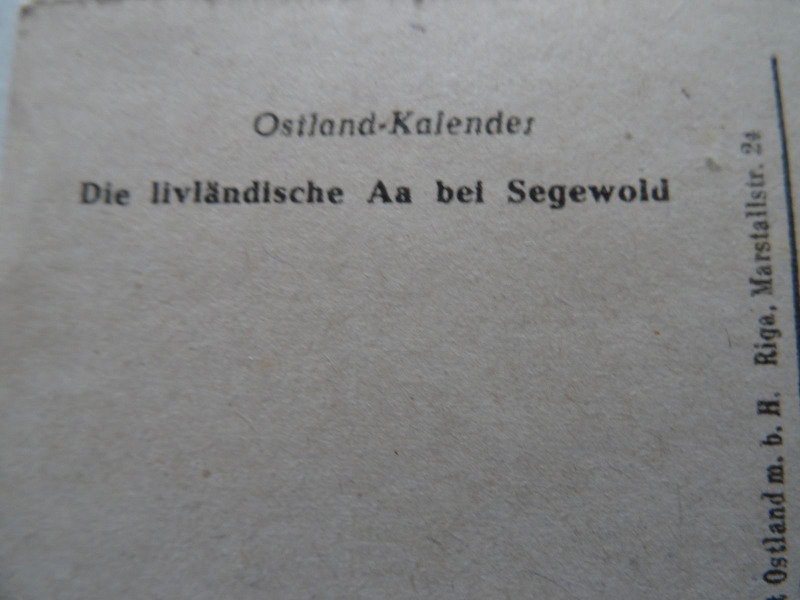 Ostland-Kalender
Die livländische Aa bei Segewold
Ostland m. b. H. Riga, Marstallstr. 24